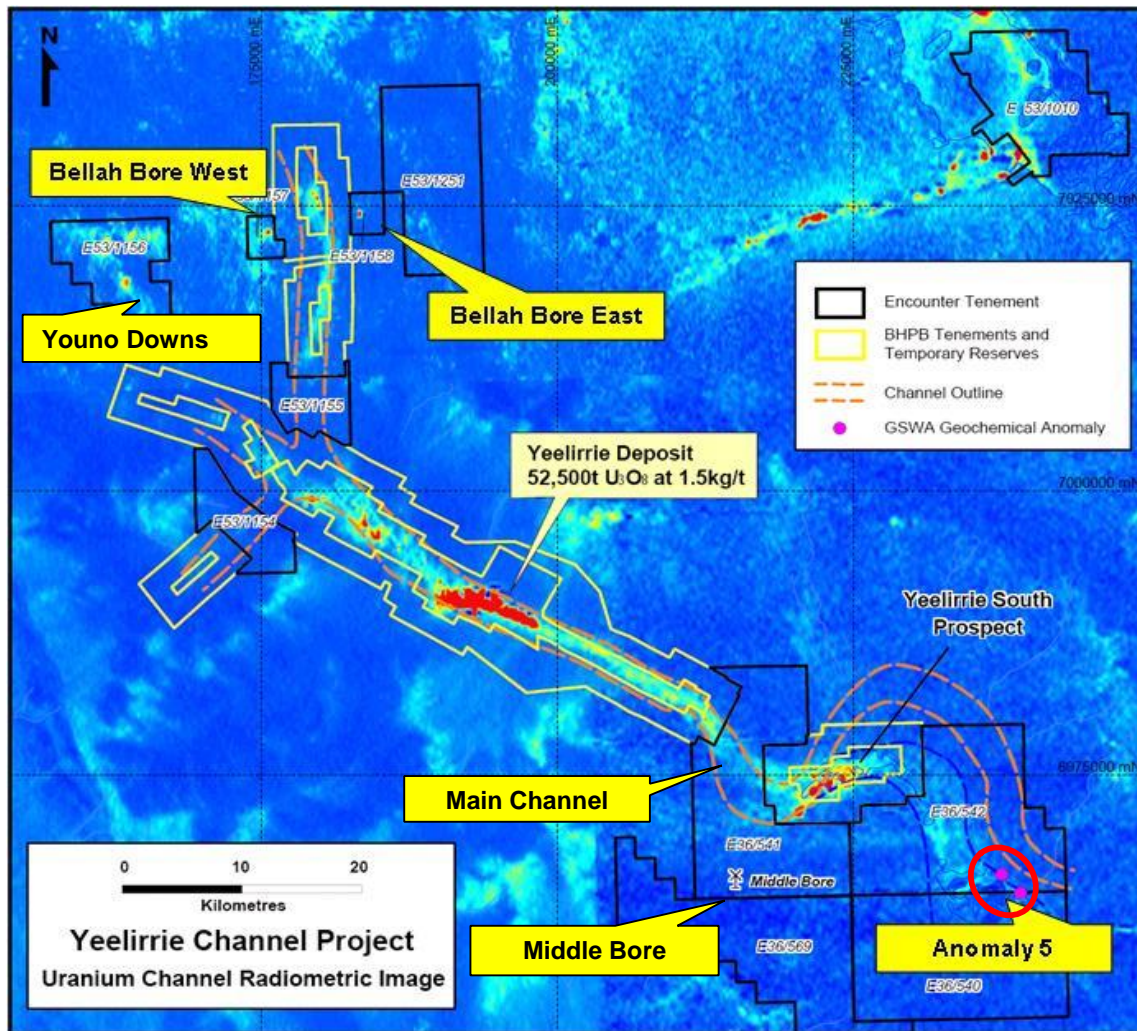 N
175000 mE
200000 mE
225000 mE
E 53/1010
Bellah Bore West
E53/1251
7025000 mN
E53/1156
E53/1158
Youno Downs
Bellah Bore East
Encounter Tenement
BHPB Tenements and
Temporary Reserves
Channel Outline
GSWA Geochemical Anomaly
E53/1155
Yeelirrie Deposit
52,500t U3O8 at 1.5kg/t
7000000 mN
E53/1154
Yeelirrie South
Prospect
6975000 mN
Main Channel
E36/542
E36/541
Middle Bore
0 10 20
Kilometres
Yeelirrie Channel Project
Uranium Channel Radiometric Image
Middle Bore
E36/569
Anomaly 5
E36/540